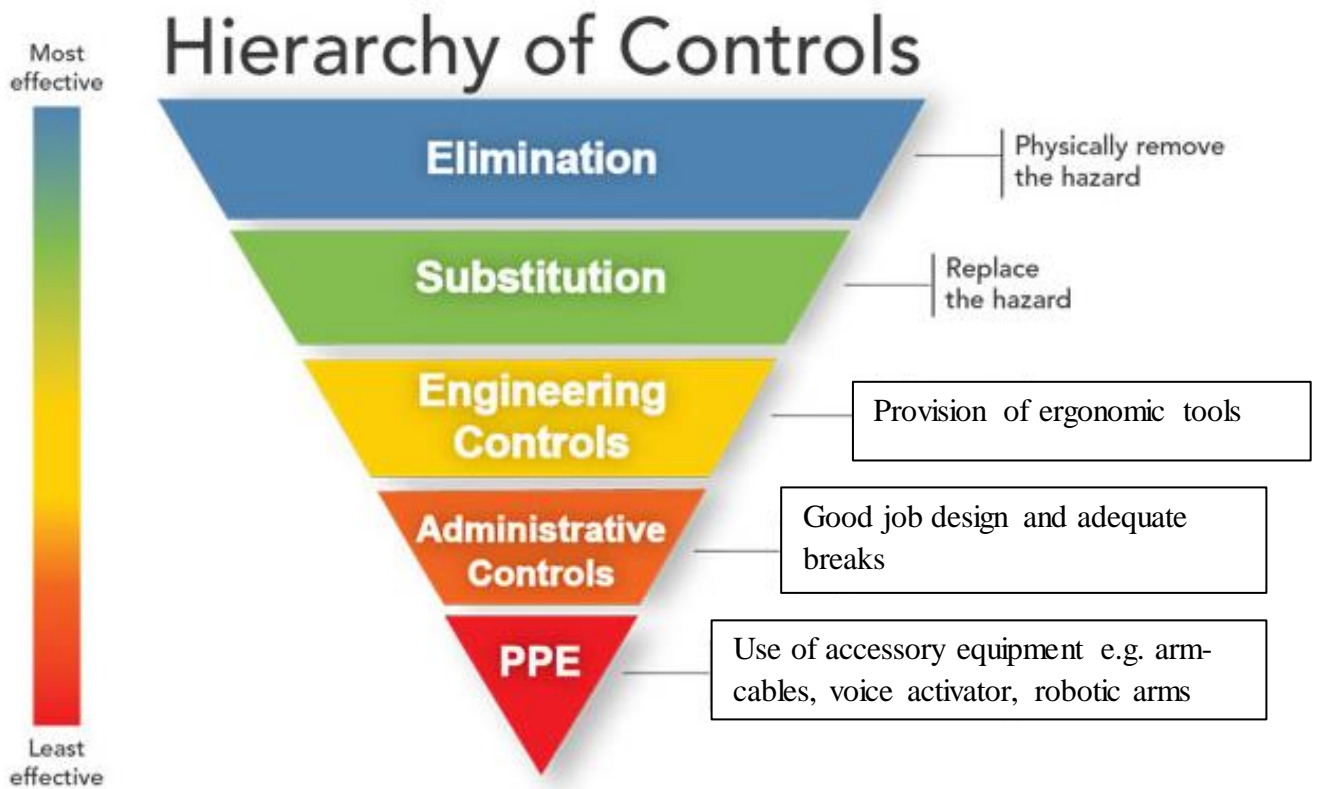 Hierarchy of Controls
Most
effective
Elimination
Physically remove
the hazard
Substitution
Replace
the hazard
Engineering
Controls
Provision of ergonomic tools
Administrative
Controls
Good job design and adequate
breaks
PPE
Use of accessory equipment e.g. arm-
cables, voice activator, robotic arms
Least
effective